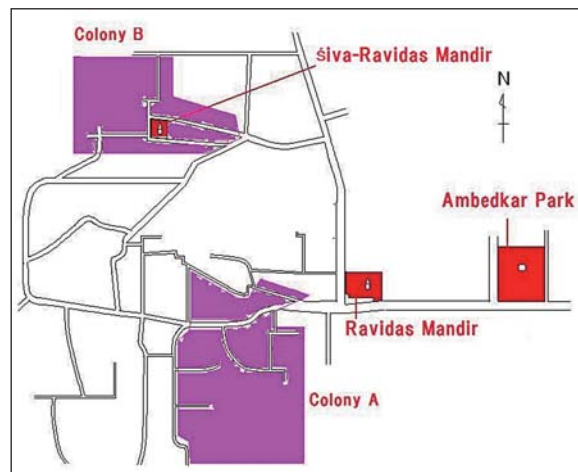 Colony B
śiva-Ravidas Mandir
N
Ambedkar Park
Ravidas Mandir
Colony A